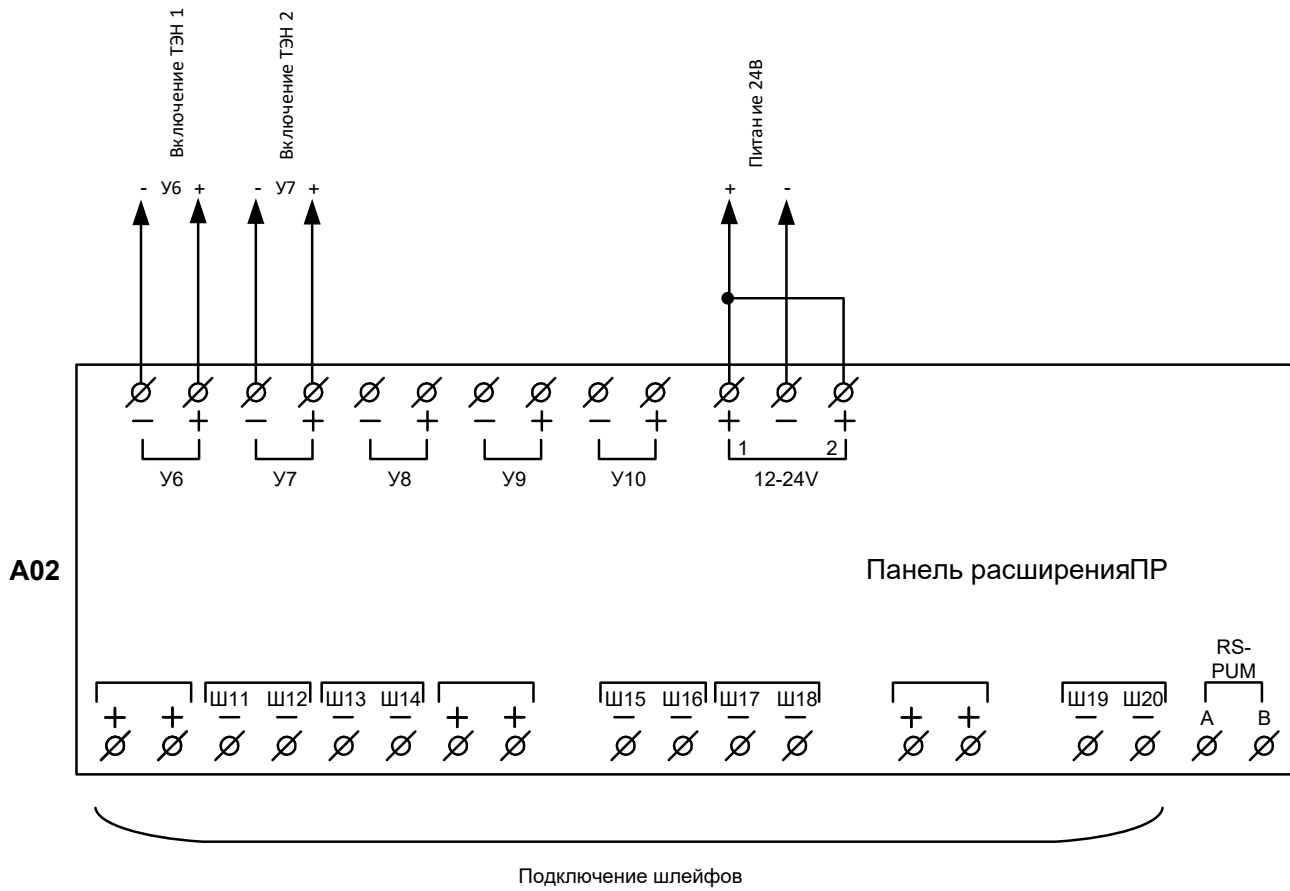 Включение ТЭН 1
Включение ТЭН 2
Питание 24В
- У6 + - У7 + + -
− + − + − + − + − + + − +
1 2
У6 У7 У8 У9 У10 12-24V
А02
Панель расширенияПР
RS-
PUM
Ш11 Ш12 Ш13 Ш14 Ш15 Ш16 Ш17 Ш18 Ш19 Ш20
+ + − − − − + + − − − − + + − − A B
Подключение шлейфов